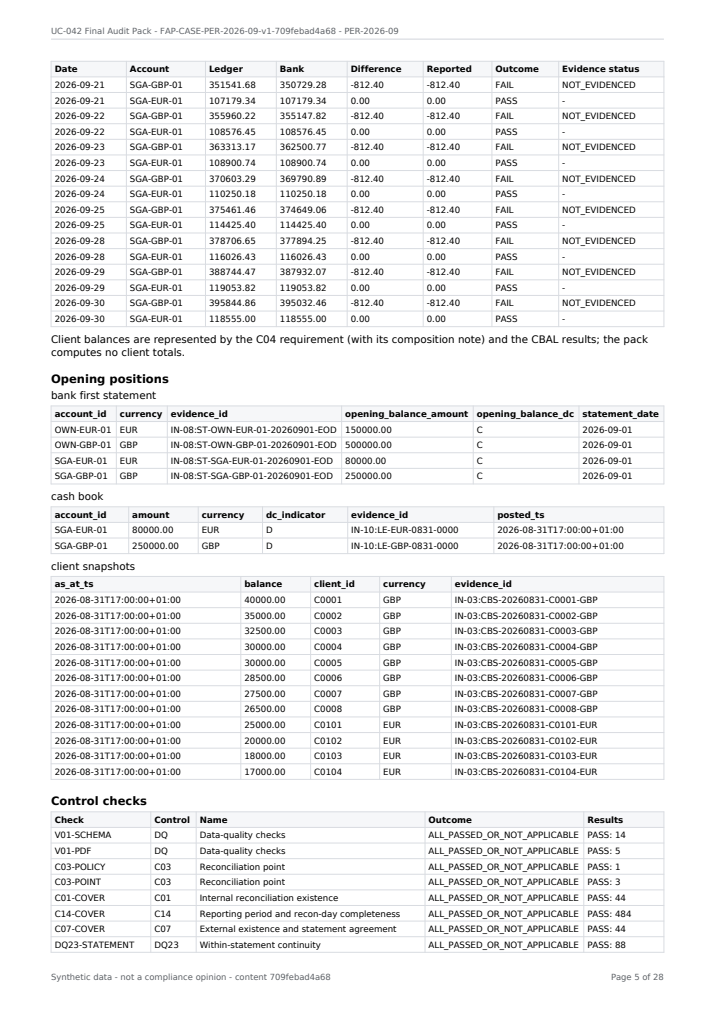 UC-042 Final Audit Pack - FAP-CASE-PER-2026-09-v1-709febad4a68 - PER-2026-09
Date Account Ledger Bank Difference Reported Outcome Evidence status
2026-09-21 SGA-GBP-01 351541.68 350729.28 -812.40 -812.40 FAIL NOT_EVIDENCED
2026-09-21 SGA-EUR-01 107179.34 107179.34 0.00 0.00 PASS -
2026-09-22 SGA-GBP-01 355960.22 355147.82 -812.40 -812.40 FAIL NOT_EVIDENCED
2026-09-22 SGA-EUR-01 108576.45 108576.45 0.00 0.00 PASS -
2026-09-23 SGA-GBP-01 363313.17 362500.77 -812.40 -812.40 FAIL NOT_EVIDENCED
2026-09-23 SGA-EUR-01 108900.74 108900.74 0.00 0.00 PASS -
2026-09-24 SGA-GBP-01 370603.29 369790.89 -812.40 -812.40 FAIL NOT_EVIDENCED
2026-09-24 SGA-EUR-01 110250.18 110250.18 0.00 0.00 PASS -
2026-09-25 SGA-GBP-01 375461.46 374649.06 -812.40 -812.40 FAIL NOT_EVIDENCED
2026-09-25 SGA-EUR-01 114425.40 114425.40 0.00 0.00 PASS -
2026-09-28 SGA-GBP-01 378706.65 377894.25 -812.40 -812.40 FAIL NOT_EVIDENCED
2026-09-28 SGA-EUR-01 116026.43 116026.43 0.00 0.00 PASS -
2026-09-29 SGA-GBP-01 388744.47 387932.07 -812.40 -812.40 FAIL NOT_EVIDENCED
2026-09-29 SGA-EUR-01 119053.82 119053.82 0.00 0.00 PASS -
2026-09-30 SGA-GBP-01 395844.86 395032.46 -812.40 -812.40 FAIL NOT_EVIDENCED
2026-09-30 SGA-EUR-01 118555.00 118555.00 0.00 0.00 PASS -
Client balances are represented by the C04 requirement (with its composition note) and the CBAL results; the pack
computes no client totals.
Opening positions
bank first statement
account_id currency evidence_id opening_balance_amount opening_balance_dc statement_date
OWN-EUR-01 EUR IN-08:ST-OWN-EUR-01-20260901-EOD 150000.00 C 2026-09-01
OWN-GBP-01 GBP IN-08:ST-OWN-GBP-01-20260901-EOD 500000.00 C 2026-09-01
SGA-EUR-01 EUR IN-08:ST-SGA-EUR-01-20260901-EOD 80000.00 C 2026-09-01
SGA-GBP-01 GBP IN-08:ST-SGA-GBP-01-20260901-EOD 250000.00 C 2026-09-01
cash book
account_id amount currency dc_indicator evidence_id posted_ts
SGA-EUR-01 80000.00 EUR D IN-10:LE-EUR-0831-0000 2026-08-31T17:00:00+01:00
SGA-GBP-01 250000.00 GBP D IN-10:LE-GBP-0831-0000 2026-08-31T17:00:00+01:00
client snapshots
as_at_ts balance client_id currency evidence_id
2026-08-31T17:00:00+01:00 40000.00 C0001 GBP IN-03:CBS-20260831-C0001-GBP
2026-08-31T17:00:00+01:00 35000.00 C0002 GBP IN-03:CBS-20260831-C0002-GBP
2026-08-31T17:00:00+01:00 32500.00 C0003 GBP IN-03:CBS-20260831-C0003-GBP
2026-08-31T17:00:00+01:00 30000.00 C0004 GBP IN-03:CBS-20260831-C0004-GBP
2026-08-31T17:00:00+01:00 30000.00 C0005 GBP IN-03:CBS-20260831-C0005-GBP
2026-08-31T17:00:00+01:00 28500.00 C0006 GBP IN-03:CBS-20260831-C0006-GBP
2026-08-31T17:00:00+01:00 27500.00 C0007 GBP IN-03:CBS-20260831-C0007-GBP
2026-08-31T17:00:00+01:00 26500.00 C0008 GBP IN-03:CBS-20260831-C0008-GBP
2026-08-31T17:00:00+01:00 25000.00 C0101 EUR IN-03:CBS-20260831-C0101-EUR
2026-08-31T17:00:00+01:00 20000.00 C0102 EUR IN-03:CBS-20260831-C0102-EUR
2026-08-31T17:00:00+01:00 18000.00 C0103 EUR IN-03:CBS-20260831-C0103-EUR
2026-08-31T17:00:00+01:00 17000.00 C0104 EUR IN-03:CBS-20260831-C0104-EUR
Control checks
Check Control Name Outcome Results
V01-SCHEMA DQ Data-quality checks ALL_PASSED_OR_NOT_APPLICABLE PASS: 14
V01-PDF DQ Data-quality checks ALL_PASSED_OR_NOT_APPLICABLE PASS: 5
C03-POLICY C03 Reconciliation point ALL_PASSED_OR_NOT_APPLICABLE PASS: 1
C03-POINT C03 Reconciliation point ALL_PASSED_OR_NOT_APPLICABLE PASS: 3
C01-COVER C01 Internal reconciliation existence ALL_PASSED_OR_NOT_APPLICABLE PASS: 44
C14-COVER C14 Reporting period and recon-day completeness ALL_PASSED_OR_NOT_APPLICABLE PASS: 484
C07-COVER C07 External existence and statement agreement ALL_PASSED_OR_NOT_APPLICABLE PASS: 44
DQ23-STATEMENT DQ23 Within-statement continuity ALL_PASSED_OR_NOT_APPLICABLE PASS: 88
Synthetic data - not a compliance opinion - content 709febad4a68 Page 5 of 28